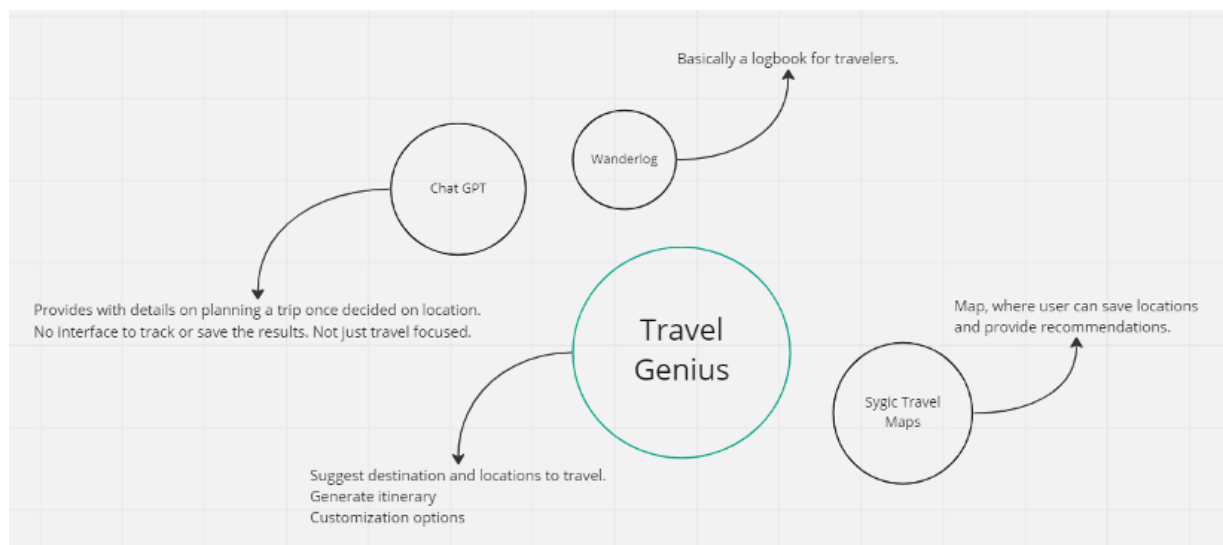 Basically a logbook for travelers.
Wanderlog
Chat GPT
Provides with details on planning a trip once decided on location.
No interface to track or save the results. Not just travel focused.
Map, where user can save locations
and provide recommendations.
Travel
Genius
Sygic Travel
Maps
Suggest destination and locations to travel.
Generate itinerary
Customization options